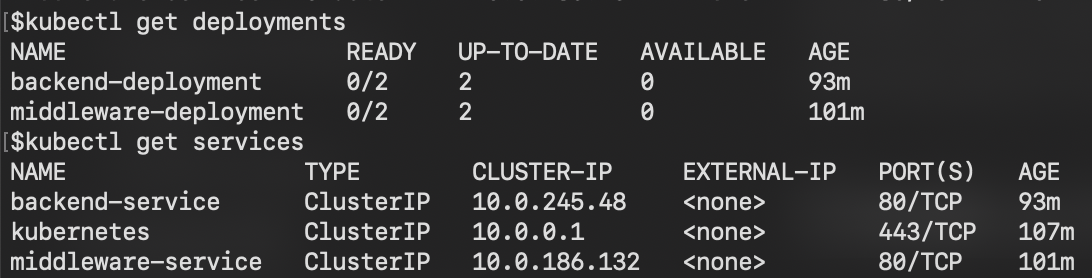 [$kubectl get deployments
NAME READY UP-TO-DATE AVAILABLE AGE
backend-deployment 0/2 2 0 93m
middleware-deployment 0/2 2 0 101m
[$kubectl get services
NAME TYPE CLUSTER-IP EXTERNAL-IP PORT(S) AGE
backend-service ClusterIP 10.0.245.48 <none> 80/TCP 93m
kubernetes ClusterIP 10.0.0.1 <none> 443/TCP 107m
middleware-service ClusterIP 10.0.186.132 <none> 80/TCP 101m